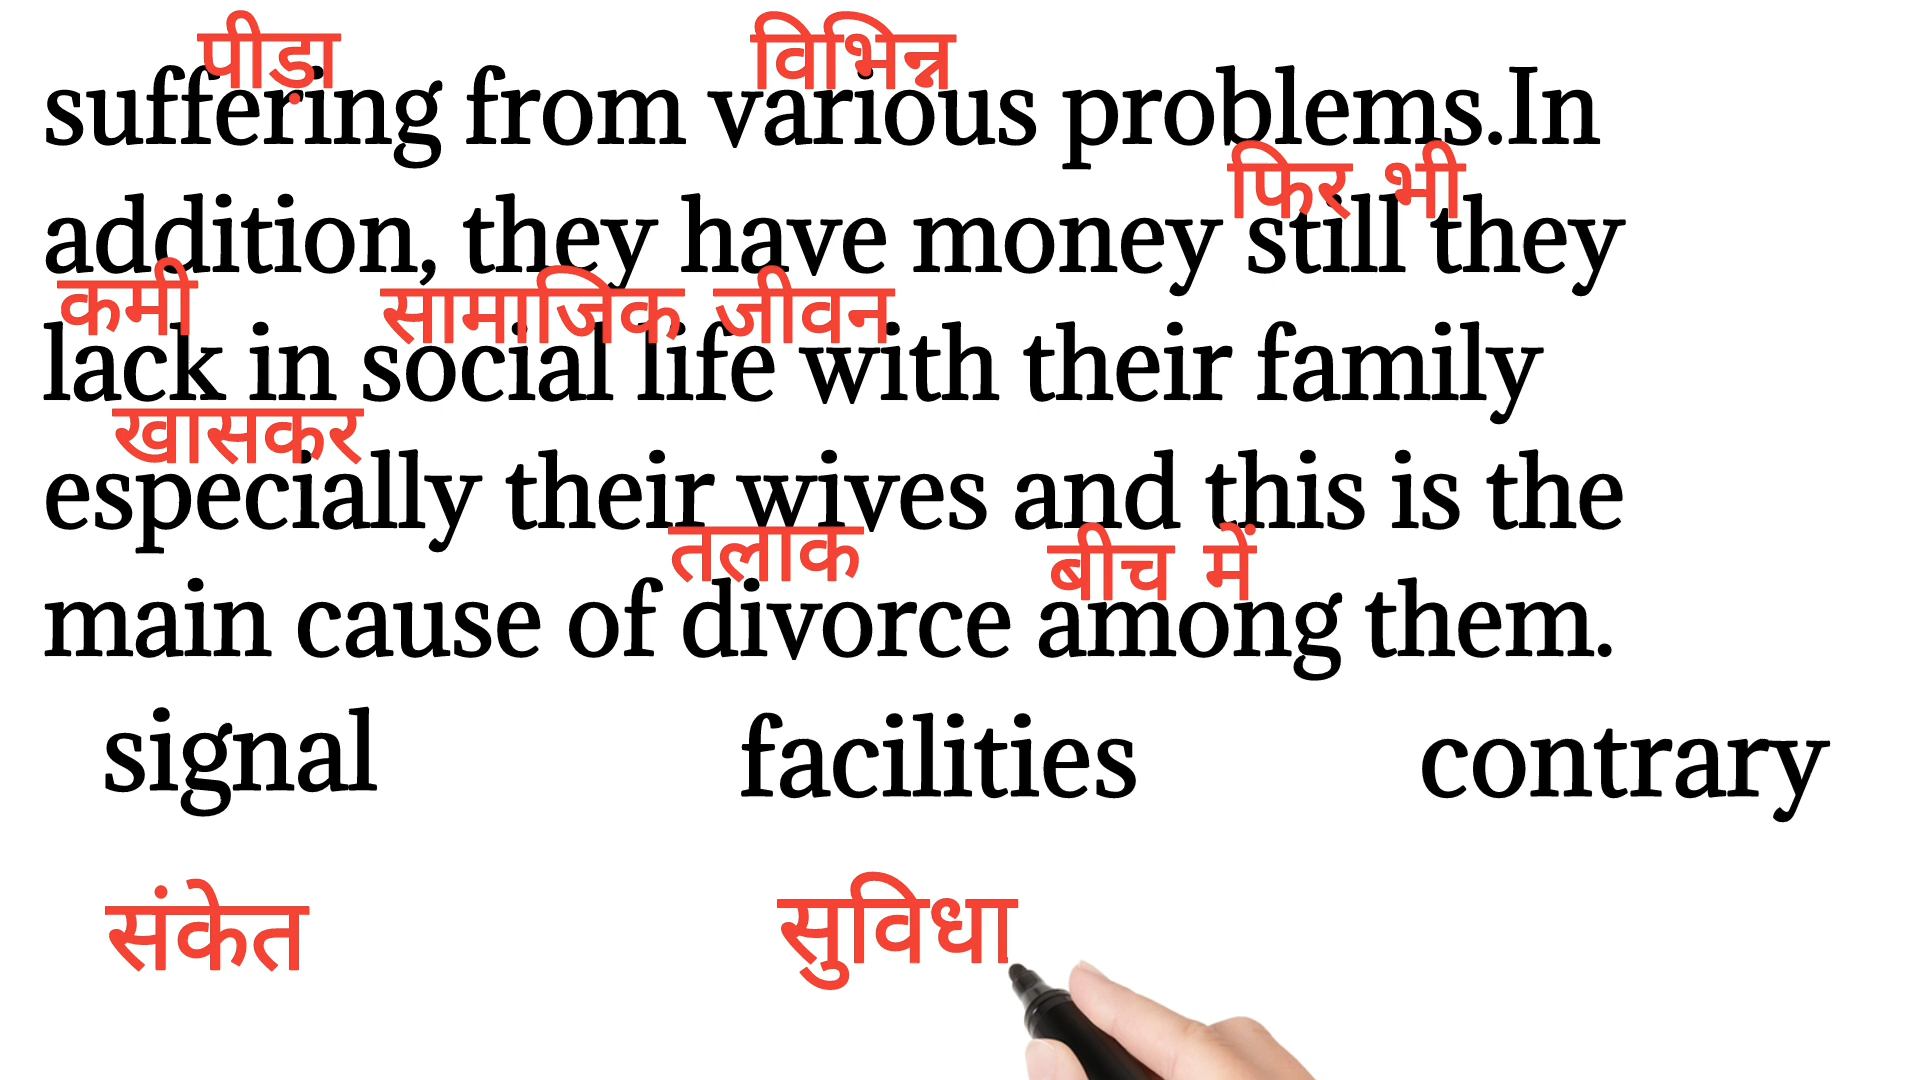 पीड़ा विभिन्न
suffering from various problems.In
फिर भी
addition, they have money still they
कमी सामाजिक जीवन
lack in social life with their family
खासकर
especially their wives and this is the
तलाक बीच में
main cause of divorce among them.
signal facilities contrary
संकेत सुविधा